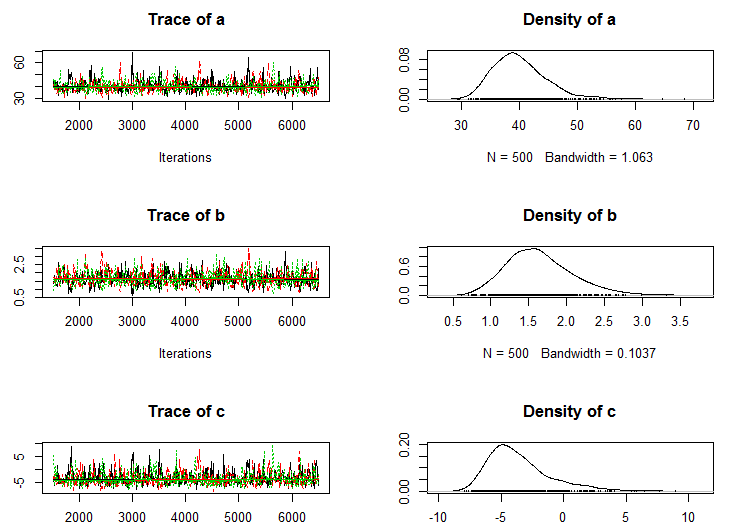 Trace of a
30 60
2000 3000 4000 5000 6000
Iterations
Density of a
0.00 0.08
30 40 50 60 70
N = 500 Bandwidth = 1.063
Trace of b
0.5 2.5
2000 3000 4000 5000 6000
Iterations
Density of b
0.0 0.6
0.5 1.0 1.5 2.0 2.5 3.0 3.5
N = 500 Bandwidth = 0.1037
Trace of c
-5 5
2000 3000 4000 5000 6000
Density of c
0.00 0.20
-10 -5 0 5 10